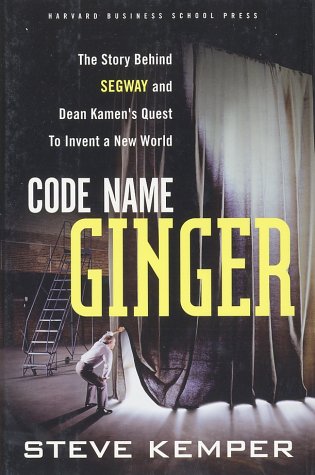 HARVARD BUSINESS SCHOOL PRESS
The Story Behind
SEGWAY and
Dean Kamen's Quest
To Invent a New World
CODE NAME
GINGER
STEVE KEMPER